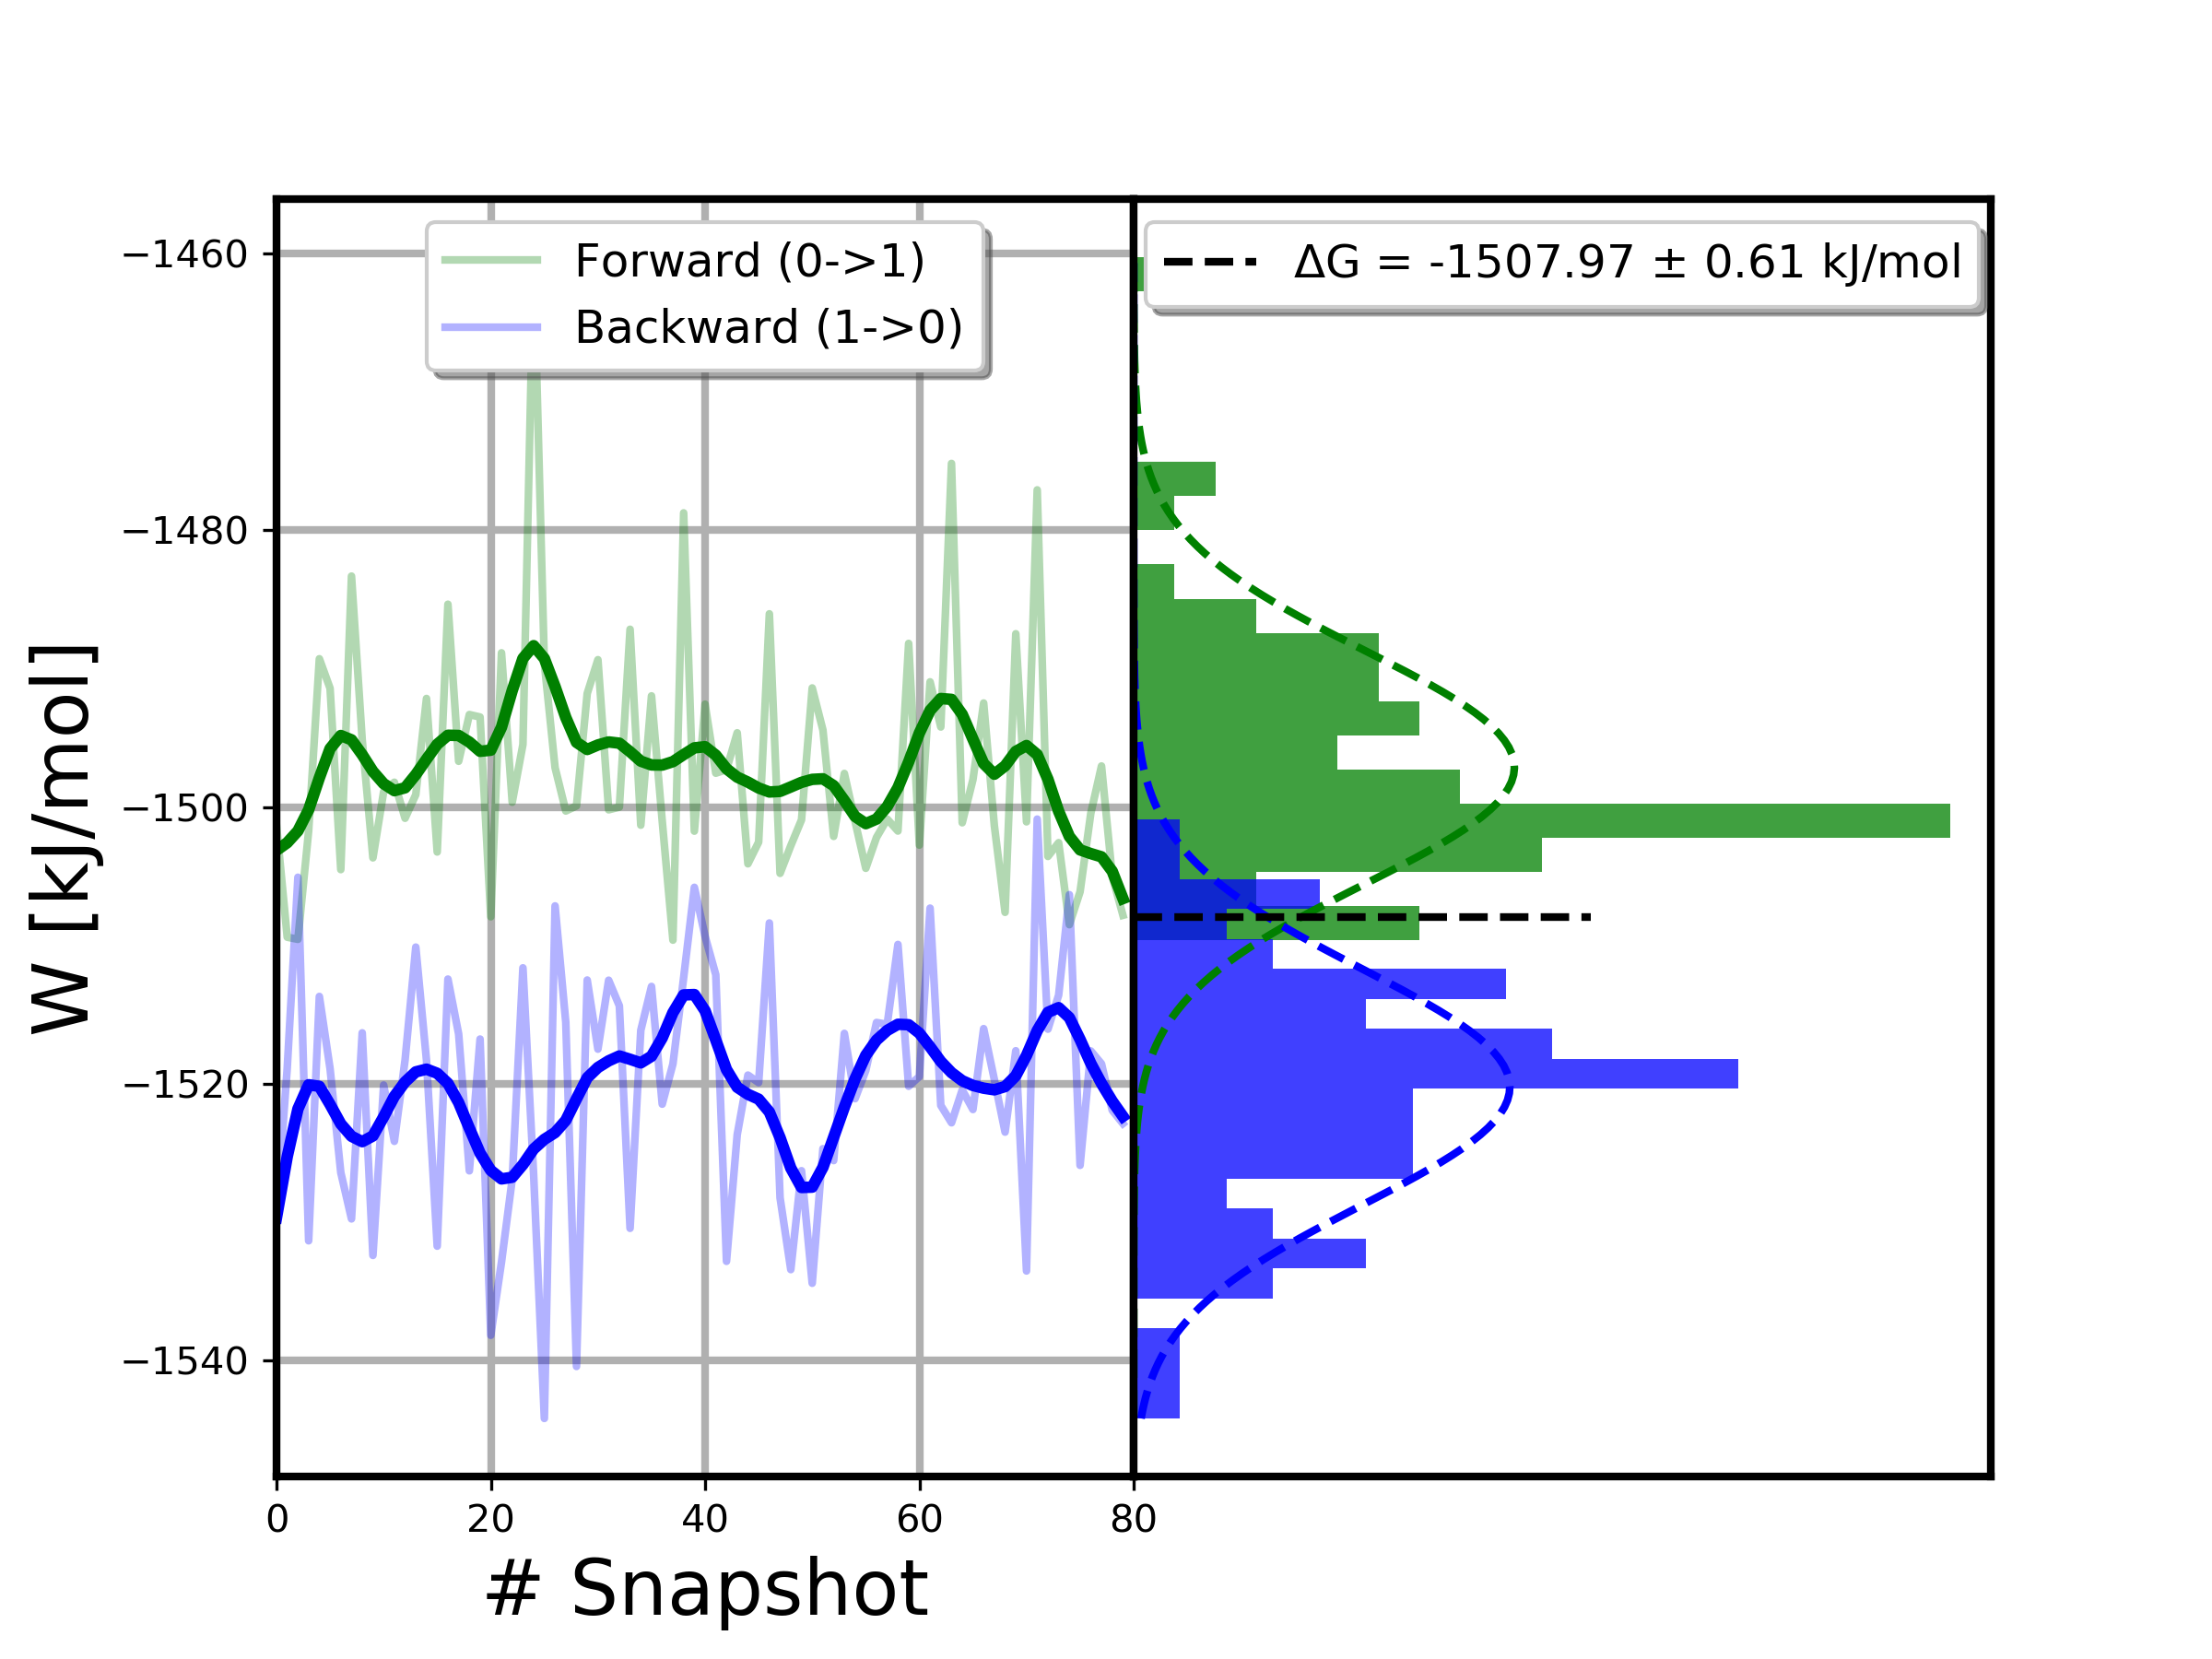 W [kJ/mol]
−1460
−1480
−1500
−1520
−1540
Forward (0->1)
Backward (1->0)
ΔG = -1507.97 ± 0.61 kJ/mol
0 20 40 60 80
# Snapshot